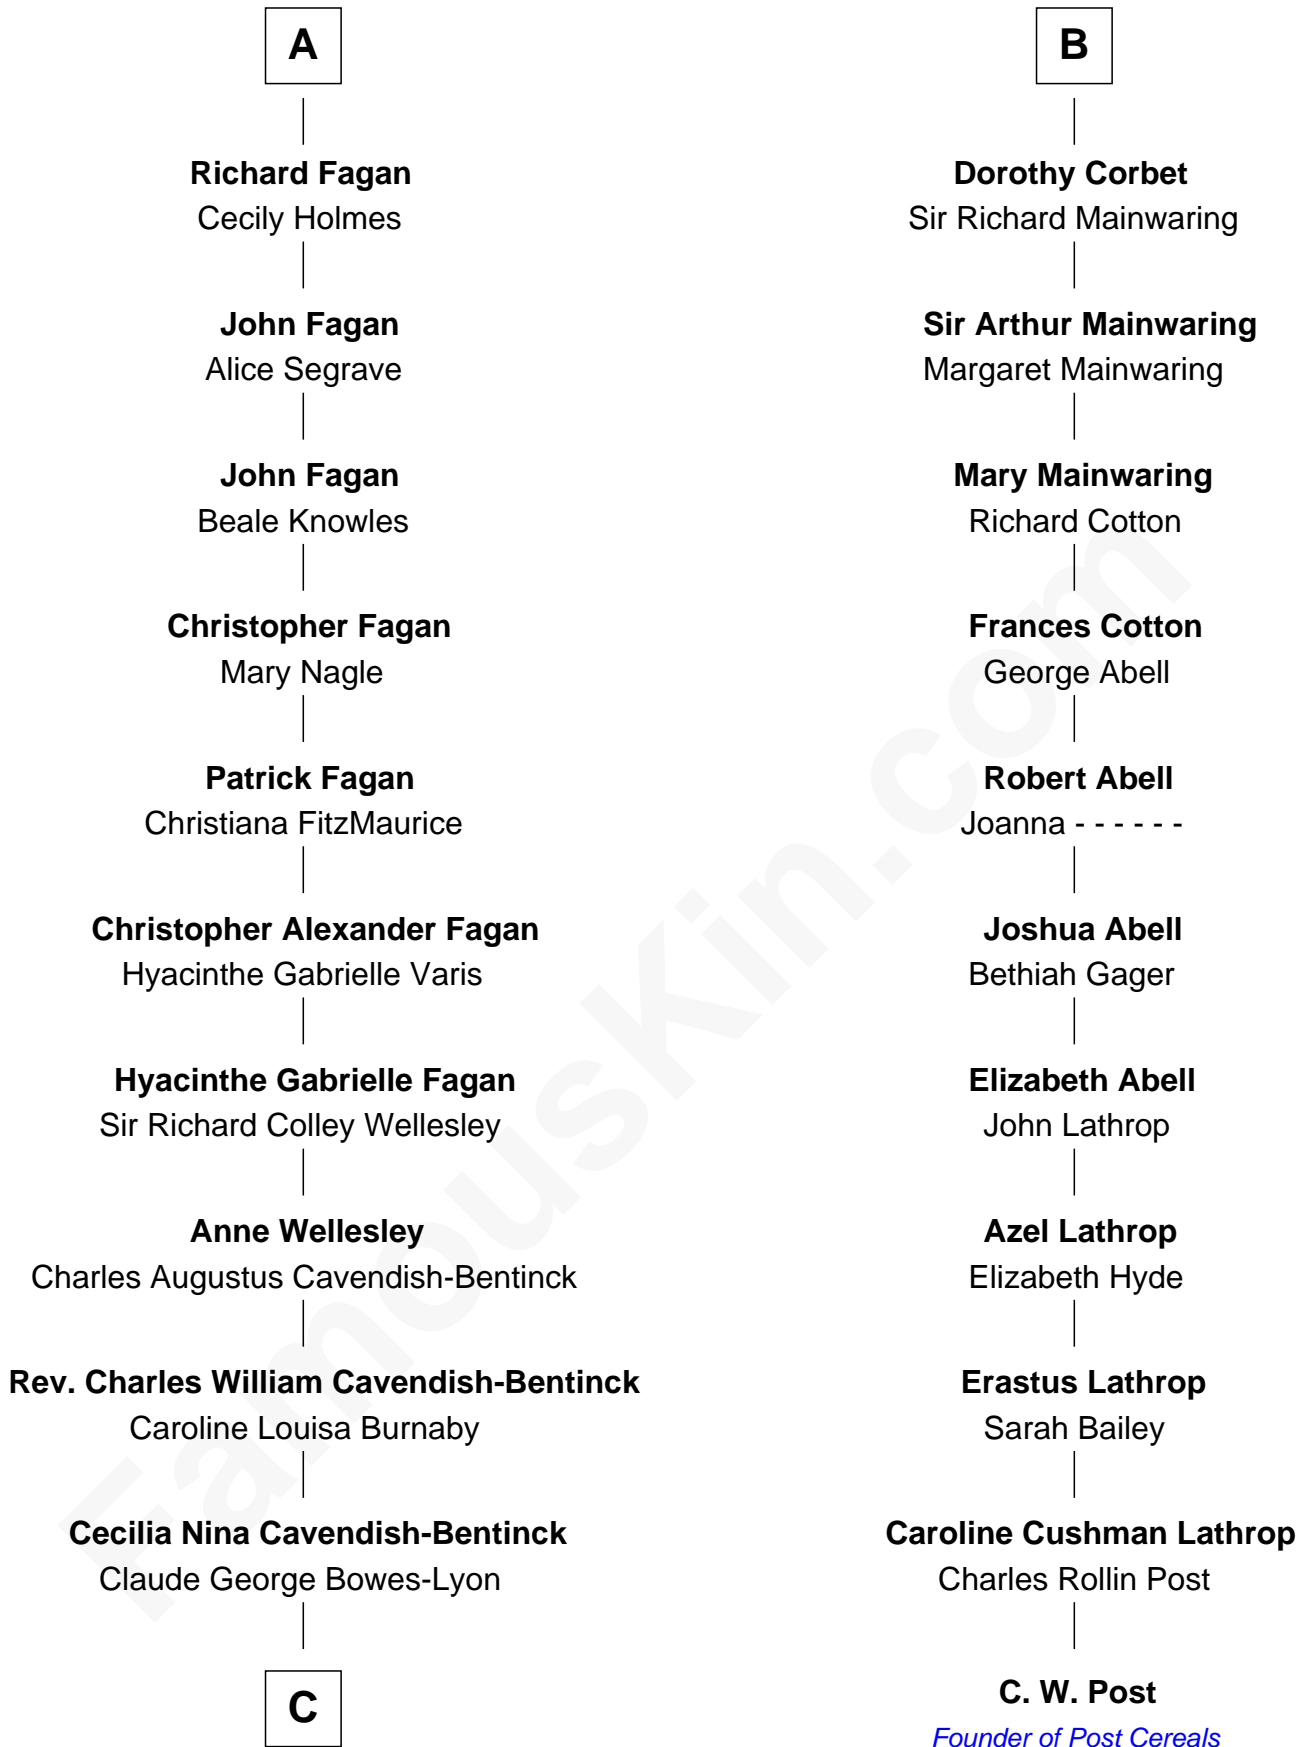 A
Richard Fagan
Cecily Holmes
John Fagan
Alice Segrave
John Fagan
Beale Knowles
Christopher Fagan
Mary Nagle
Patrick Fagan
Christiana FitzMaurice
Christopher Alexander Fagan
Hyacinthe Gabrielle Varis
Hyacinthe Gabrielle Fagan
Sir Richard Colley Wellesley
Anne Wellesley
Charles Augustus Cavendish-Bentinck
Rev. Charles William Cavendish-Bentinck
Caroline Louisa Burnaby
Cecilia Nina Cavendish-Bentinck
Claude George Bowes-Lyon
C
B
Dorothy Corbet
Sir Richard Mainwaring
Sir Arthur Mainwaring
Margaret Mainwaring
Mary Mainwaring
Richard Cotton
Frances Cotton
George Abell
Robert Abell
Joanna - - - - - -
Joshua Abell
Bethiah Gager
Elizabeth Abell
John Lathrop
Azel Lathrop
Elizabeth Hyde
Erastus Lathrop
Sarah Bailey
Caroline Cushman Lathrop
Charles Rollin Post
C. W. Post
Founder of Post Cereals
FamousKin.com